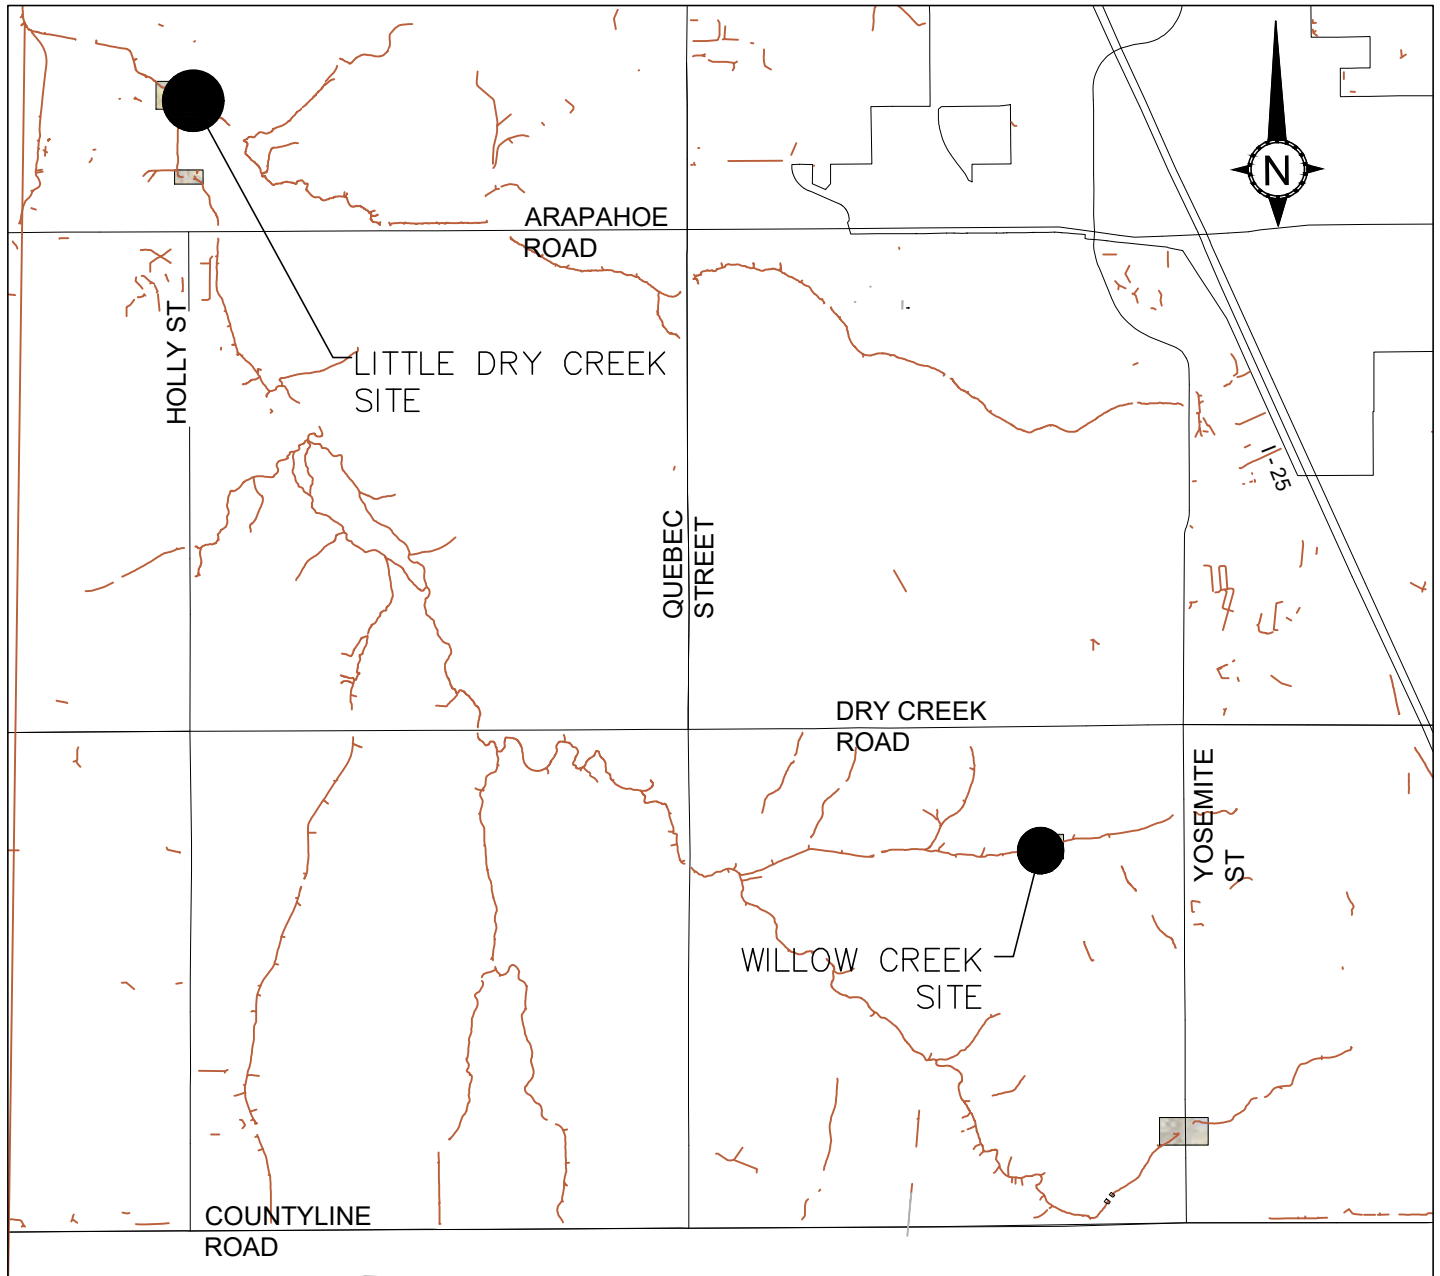 N
ARAPAHOE
ROAD
HOLLY ST
LITTLE DRY CREEK
SITE
I-25
QUEBEC
STREET
DRY CREEK
ROAD
YOSEMITE
ST
WILLOW CREEK
SITE
COUNTYLINE
ROAD